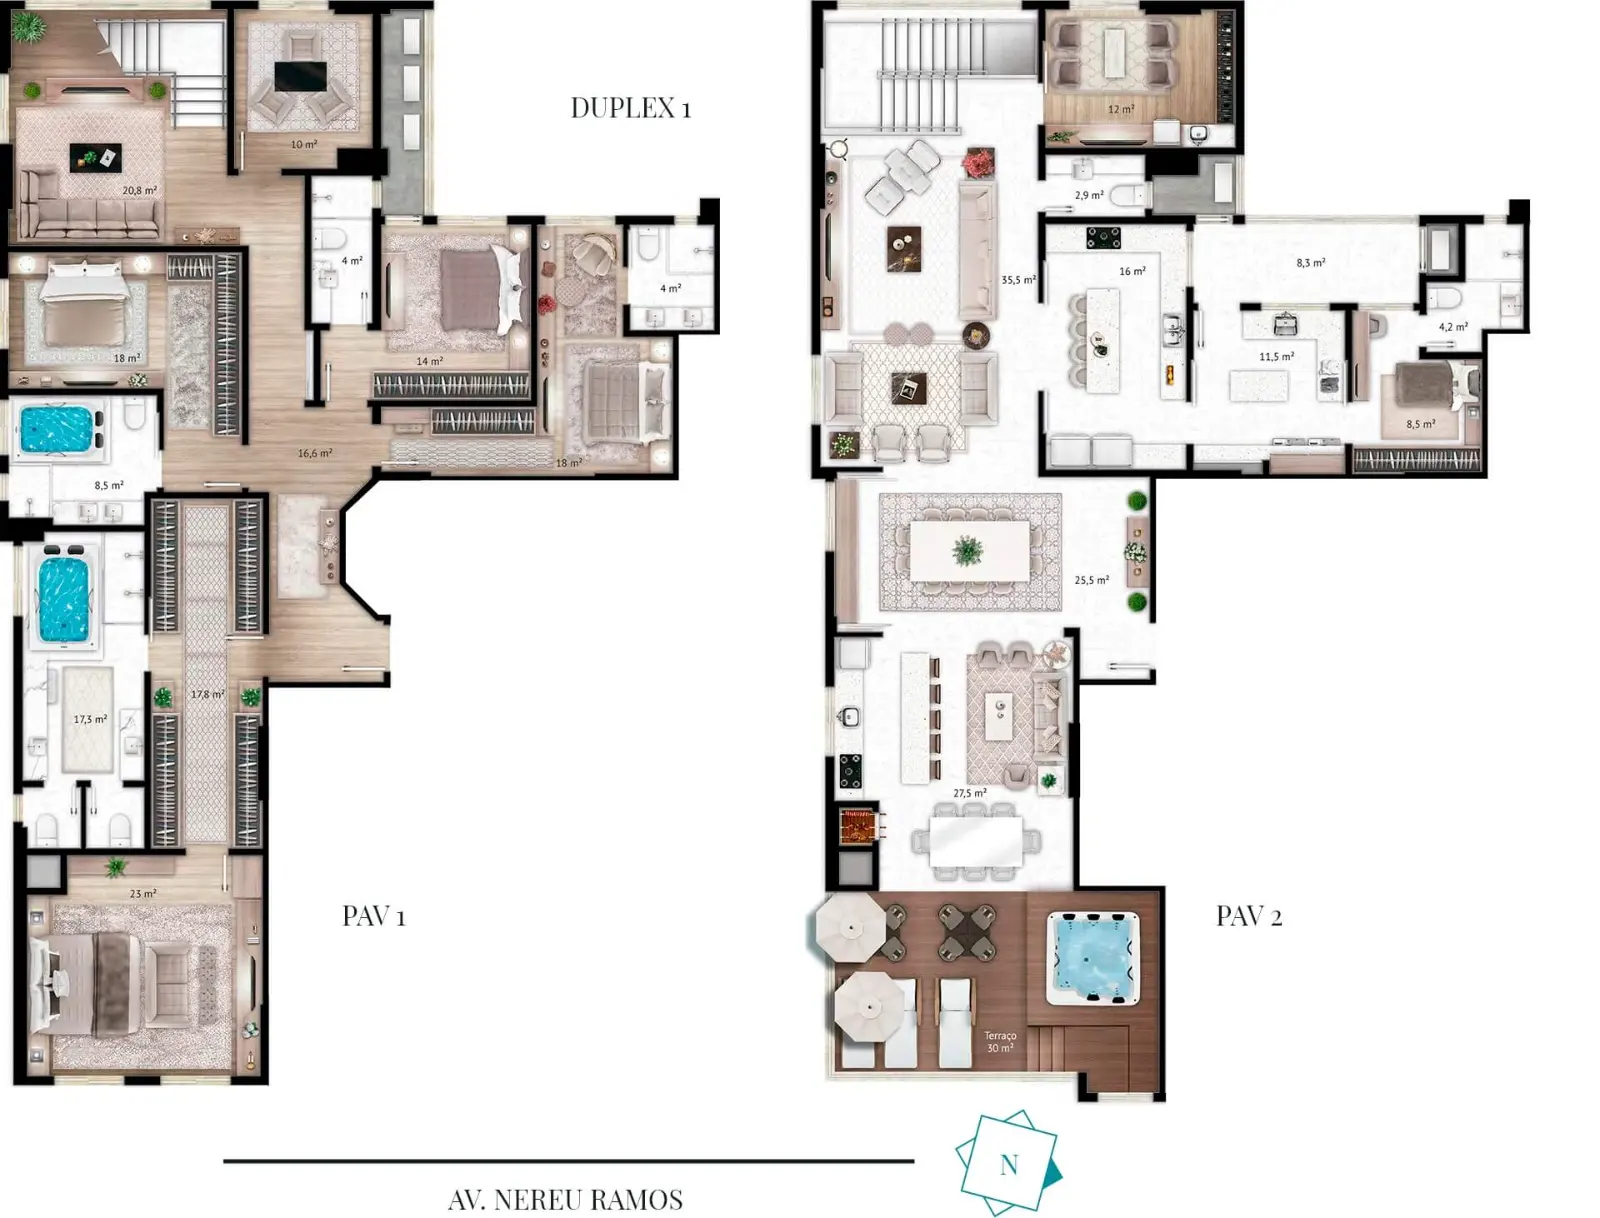 DUPLEX 1
10 m²
20,8 m²
4 m²
4 m²
18 m²
14 m²
16,6 m²
18 m²
8,5 m²
17,8 m²
17,3 m²
23 m²
PAV 1
12 m²
2,9 m²
35,5 m²
16 m²
8,3 m²
4,2 m²
11,5 m²
8,5 m²
25,5 m²
27,5 m²
Terraço
30 m²
PAV 2
N
AV. NEREU RAMOS